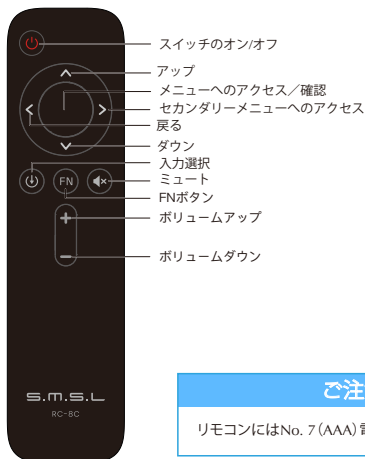 スイッチのオン/オフ
アップ
メニューへのアクセス／確認
セカンダリーメニューへのアクセス
戻る
ダウン
入力選択
ミュート
FNボタン
ボリュームアップ
ボリュームダウン
FN
S.M.S.L
RC-8C
ご注
リモコンにはNo. 7（AAA）